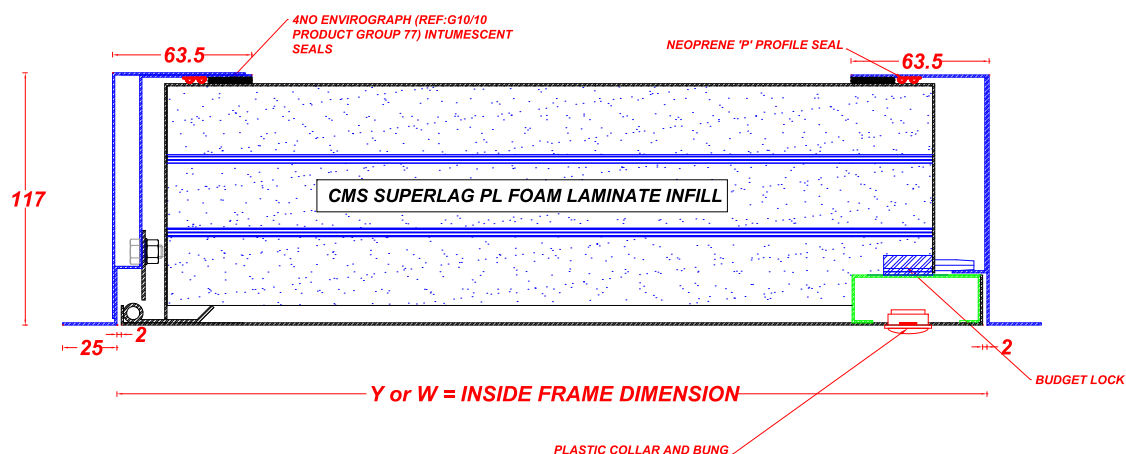 4NO ENVIROGRAPH (REF:G10/10
PRODUCT GROUP 77) INTUMESCENT
SEALS
NEOPRENE 'P' PROFILE SEAL
63.5
63.5
117
CMS SUPERLAG PL FOAM LAMINATE INFILL
2
25
2
BUDGET LOCK
Y or W = INSIDE FRAME DIMENSION
PLASTIC COLLAR AND BUNG